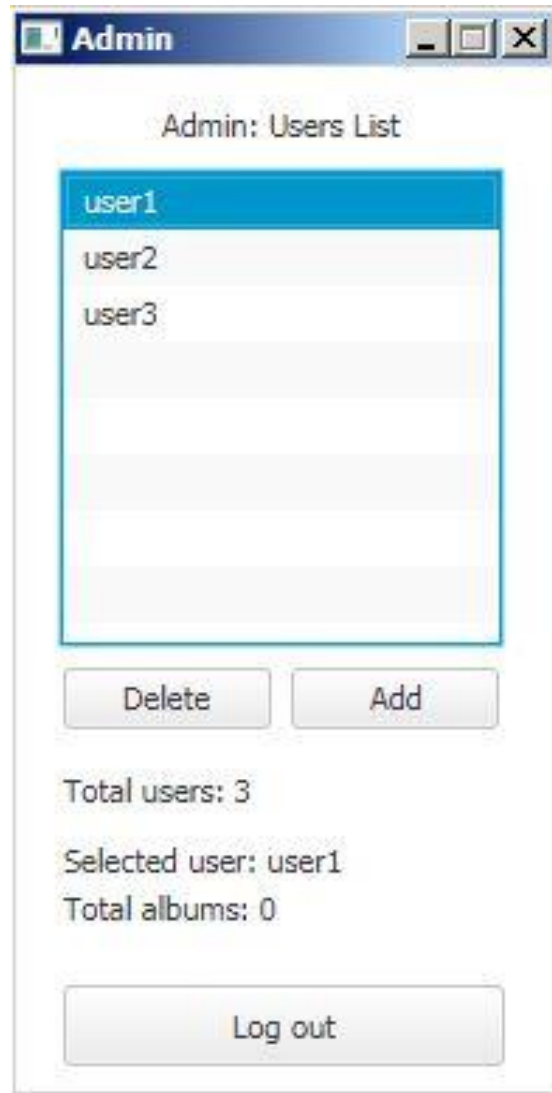 Admin
Admin: Users List
user1
user2
user3
Delete Add
Total users: 3
Selected user: user1
Total albums: 0
Log out